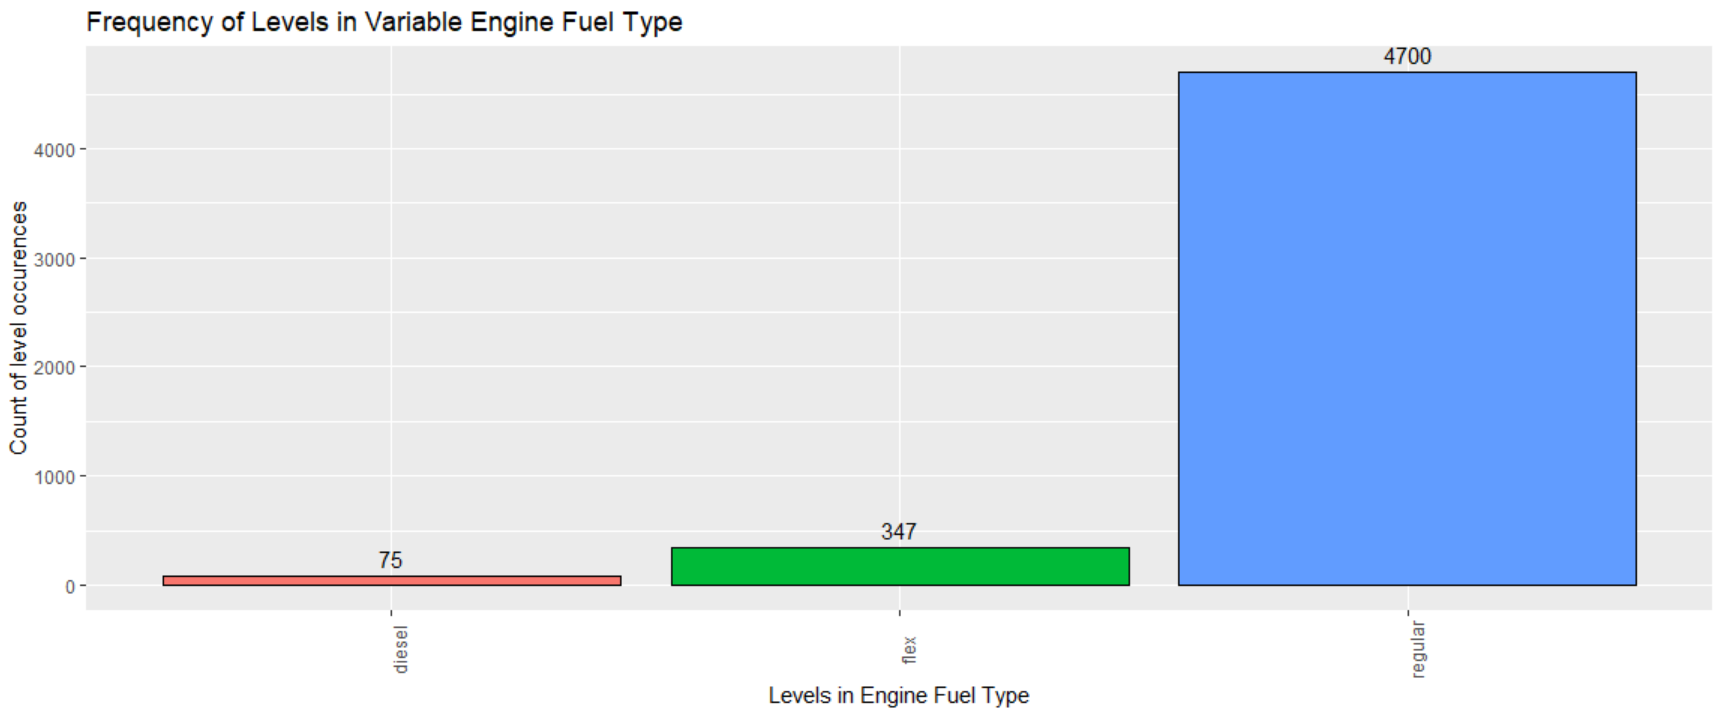 Frequency of Levels in Variable Engine Fuel Type
Count of level occurences
4000
3000
2000
1000
0
75
347
4700
diesel
flex
regular
Levels in Engine Fuel Type